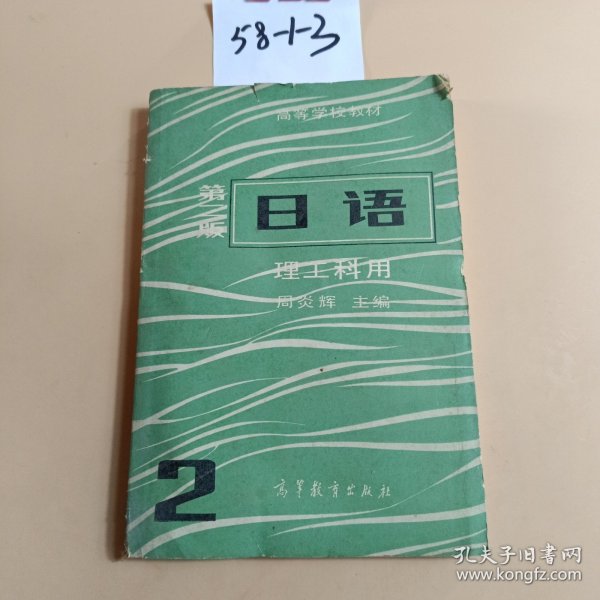 58-1-3
高等学校教材
第二版
日语
理工科用
周炎辉 主编
2
高等教育出版社
孔夫子旧书网
www.kongfz.com